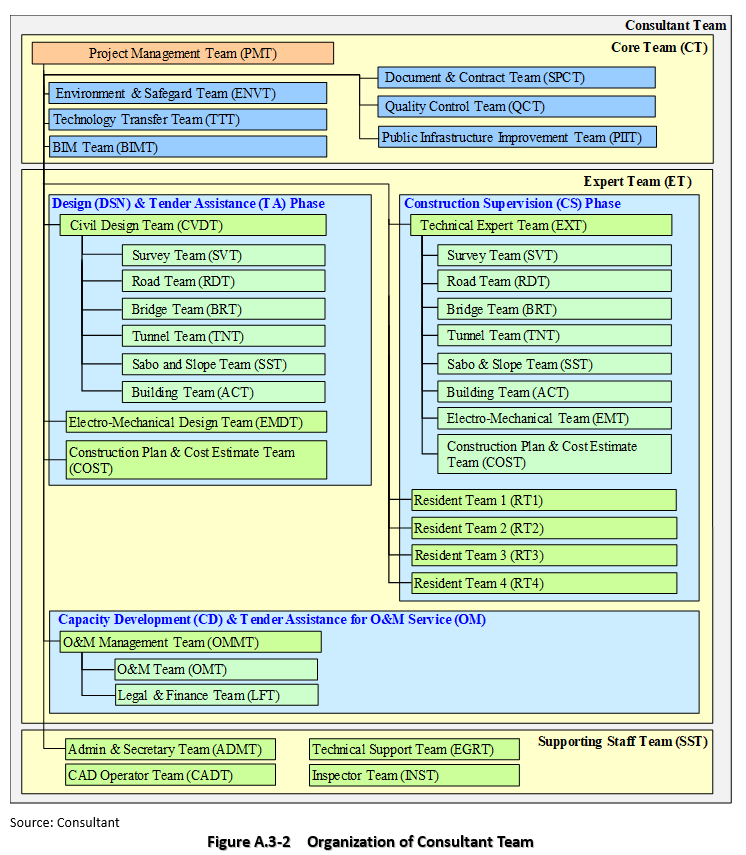 Consultant Team
Core Team (CT)
Project Management Team (PMT)
Environment & Safegard Team (ENVT)
Technology Transfer Team (TTT)
BIM Team (BIMT)
Document & Contract Team (SPCT)
Quality Control Team (QCT)
Public Infrastructure Improvement Team (PIIT)
Expert Team (ET)
Design (DSN) & Tender Assistance (TA) Phase
Civil Design Team (CVDT)
Survey Team (SVT)
Road Team (RDT)
Bridge Team (BRT)
Tunnel Team (TNT)
Sabo and Slope Team (SST)
Building Team (ACT)
Electro-Mechanical Design Team (EMDT)
Construction Plan & Cost Estimate Team
(COST)
Construction Supervision (CS) Phase
Technical Expert Team (EXT)
Survey Team (SVT)
Road Team (RDT)
Bridge Team (BRT)
Tunnel Team (TNT)
Sabo & Slope Team (SST)
Building Team (ACT)
Electro-Mechanical Team (EMT)
Construction Plan & Cost Estimate
Team (COST)
Resident Team 1 (RT1)
Resident Team 2 (RT2)
Resident Team 3 (RT3)
Resident Team 4 (RT4)
Capacity Development (CD) & Tender Assistance for O&M Service (OM)
O&M Management Team (OMMT)
O&M Team (OMT)
Legal & Finance Team (LFT)
Supporting Staff Team (SST)
Admin & Secretary Team (ADMT)
CAD Operator Team (CADT)
Technical Support Team (EGRT)
Inspector Team (INST)
Source: Consultant
Figure A.3-2 Organization of Consultant Team